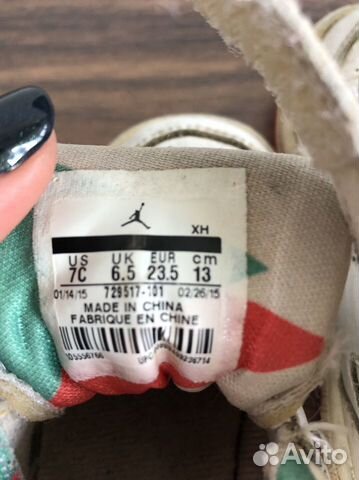 XH
US UK EUR cm
7C 6.5 23.5 13
01/14/15 729517-101 02/26/15
MADE IN CHINA
FABRIQUE EN CHINE
Avito